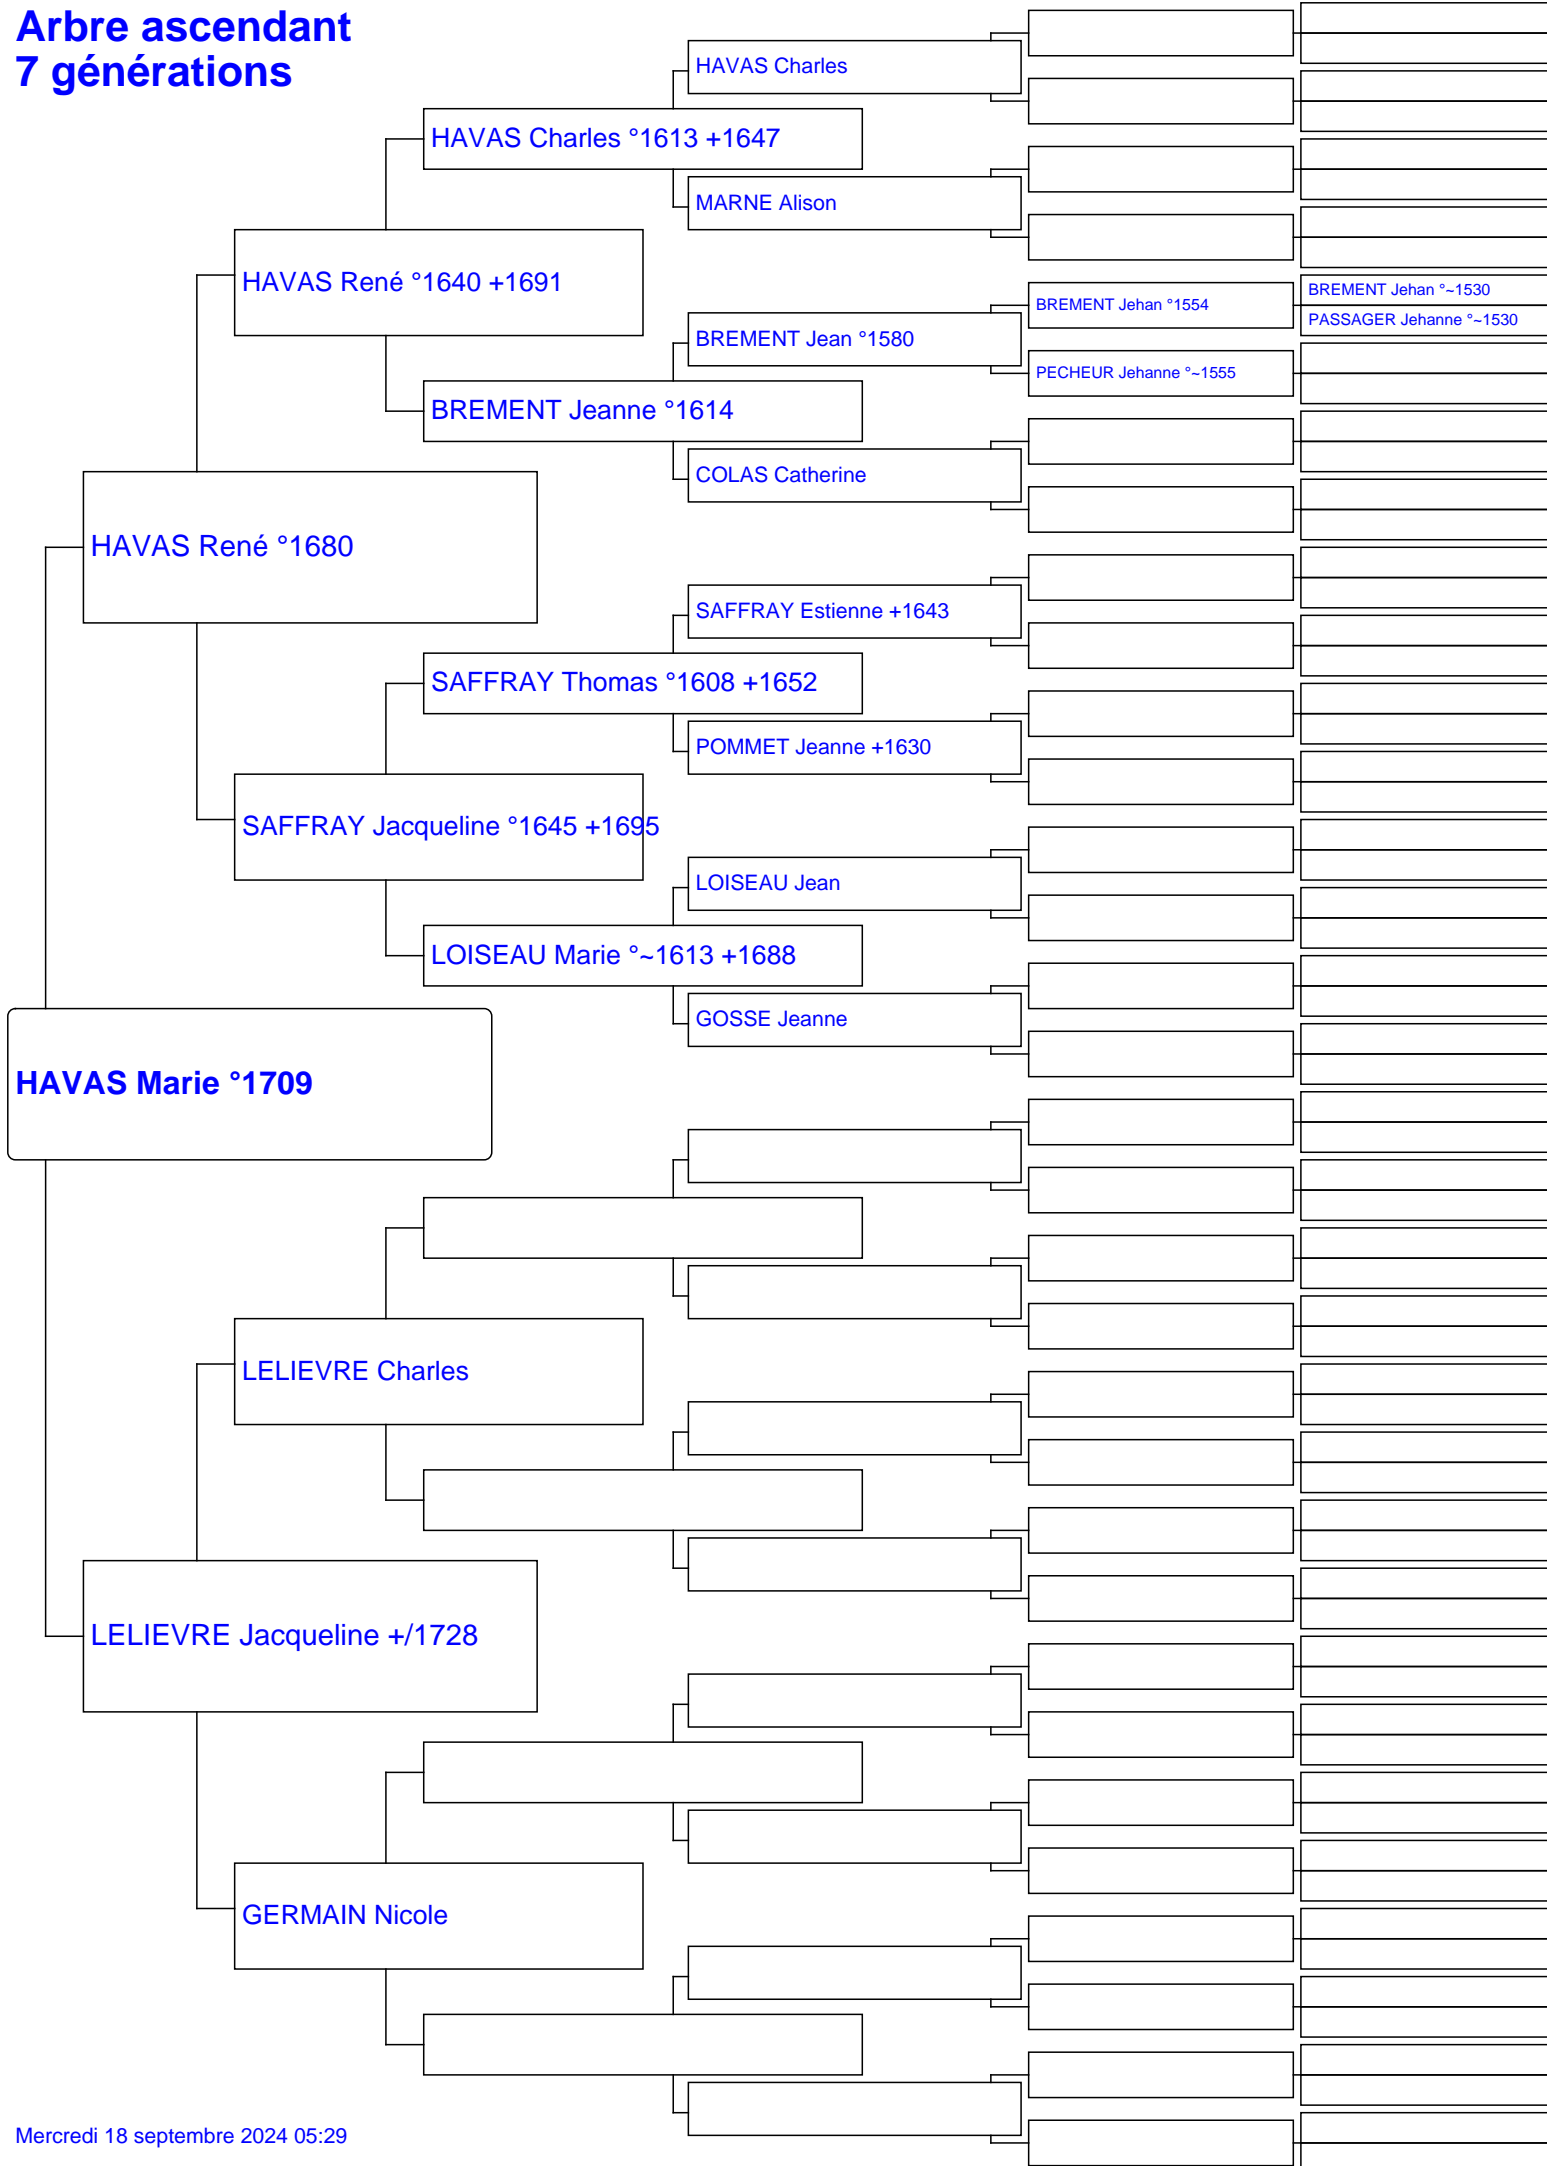 Arbre ascendant
7 générations
HAVAS Charles
HAVAS Charles °1613 +1647
MARNE Alison
HAVAS René °1640 +1691
BREMENT Jehan °~1530
BREMENT Jehan °1554
PASSAGER Jehanne °~1530
BREMENT Jean °1580
PECHEUR Jehanne °~1555
BREMENT Jeanne °1614
COLAS Catherine
HAVAS René °1680
SAFFRAY Estienne +1643
SAFFRAY Thomas °1608 +1652
POMMET Jeanne +1630
SAFFRAY Jacqueline °1645 +1695
LOISEAU Jean
LOISEAU Marie °~1613 +1688
GOSSE Jeanne
HAVAS Marie °1709
LELIEVRE Charles
LELIEVRE Jacqueline +/1728
GERMAIN Nicole
Mercredi 18 septembre 2024 05:29